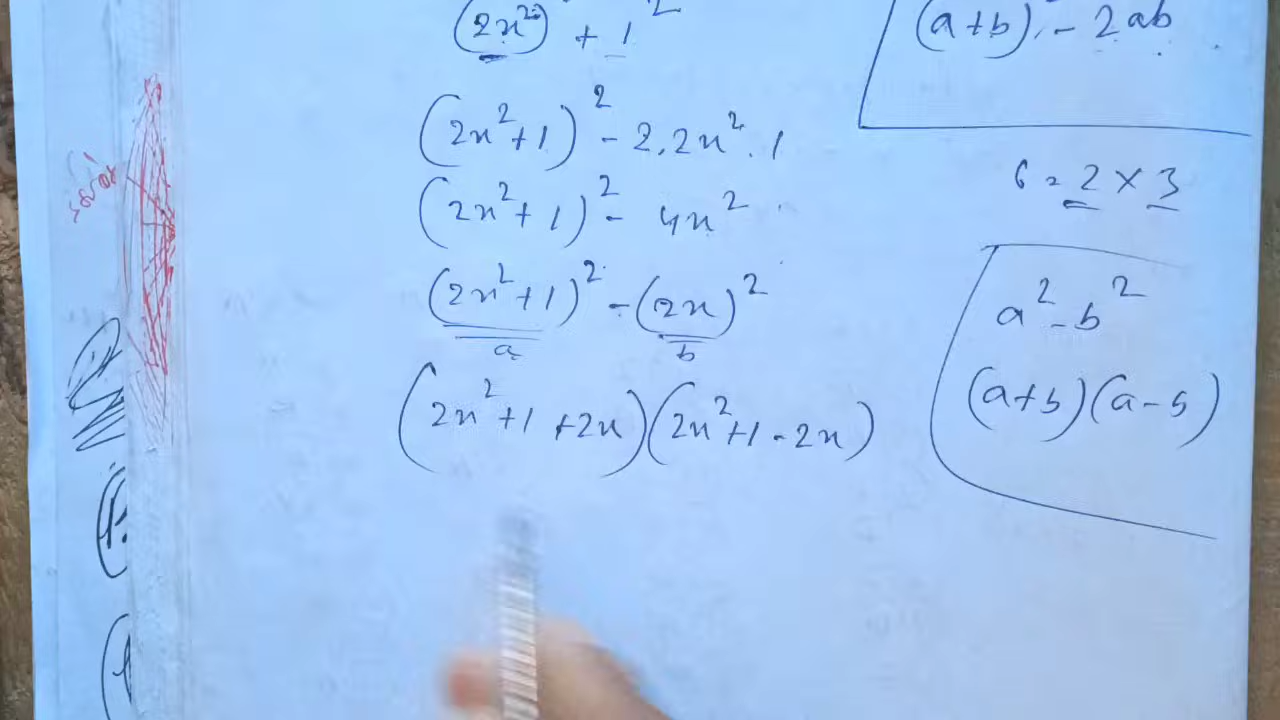 (2x²)² + 1²
(2x²+1)² - 2.2x².1
(2x²+1)² - 4x²
(2x²+1)² - (2x)²
a b
(2x²+1+2x)(2x²+1-2x)
(a+b)² - 2ab
6 = 2 × 3
a² - b²
(a+b)(a-b)